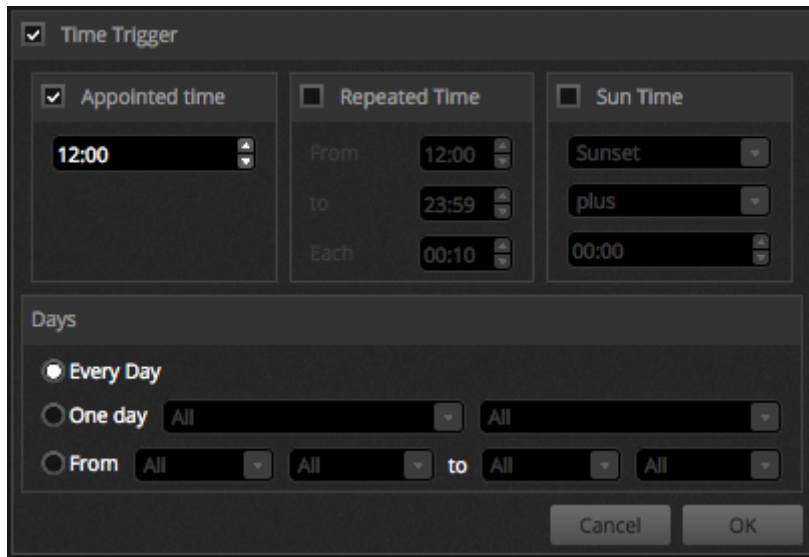 Time Trigger
Appointed time
12:00
Repeated Time
From 12:00
to 23:59
Each 00:10
Sun Time
Sunset
plus
00:00
Days
Every Day
One day All All
From All All to All All
Cancel OK